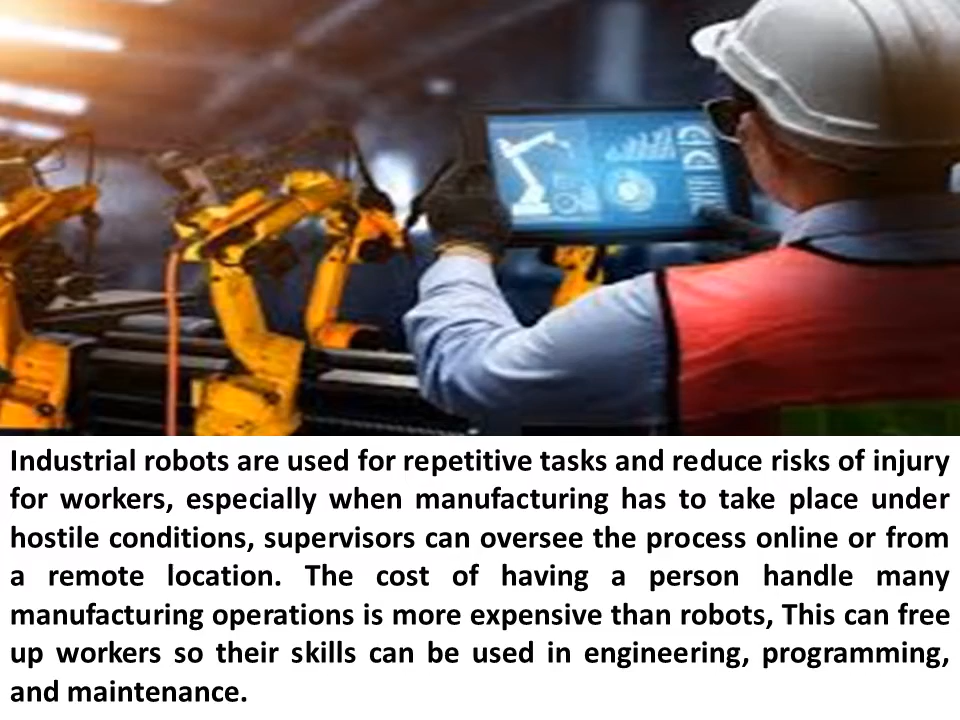 Industrial robots are used for repetitive tasks and reduce risks of injury
for workers, especially when manufacturing has to take place under
hostile conditions, supervisors can oversee the process online or from
a remote location. The cost of having a person handle many
manufacturing operations is more expensive than robots, This can free
up workers so their skills can be used in engineering, programming,
and maintenance.